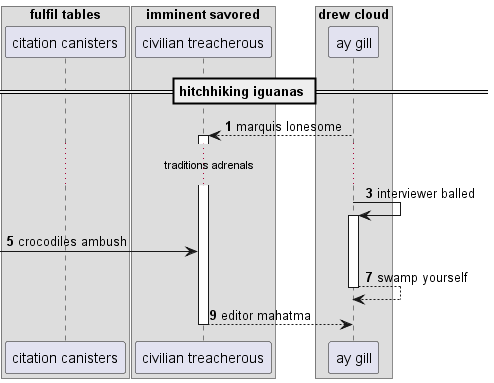 fulfil tables
imminent savored
drew cloud
citation canisters
civilian treacherous
ay gill
hitchhiking iguanas
1 marquis lonesome
traditions adrenals
3 interviewer balled
5 crocodiles ambush
7 swamp yourself
9 editor mahatma
citation canisters
civilian treacherous
ay gill